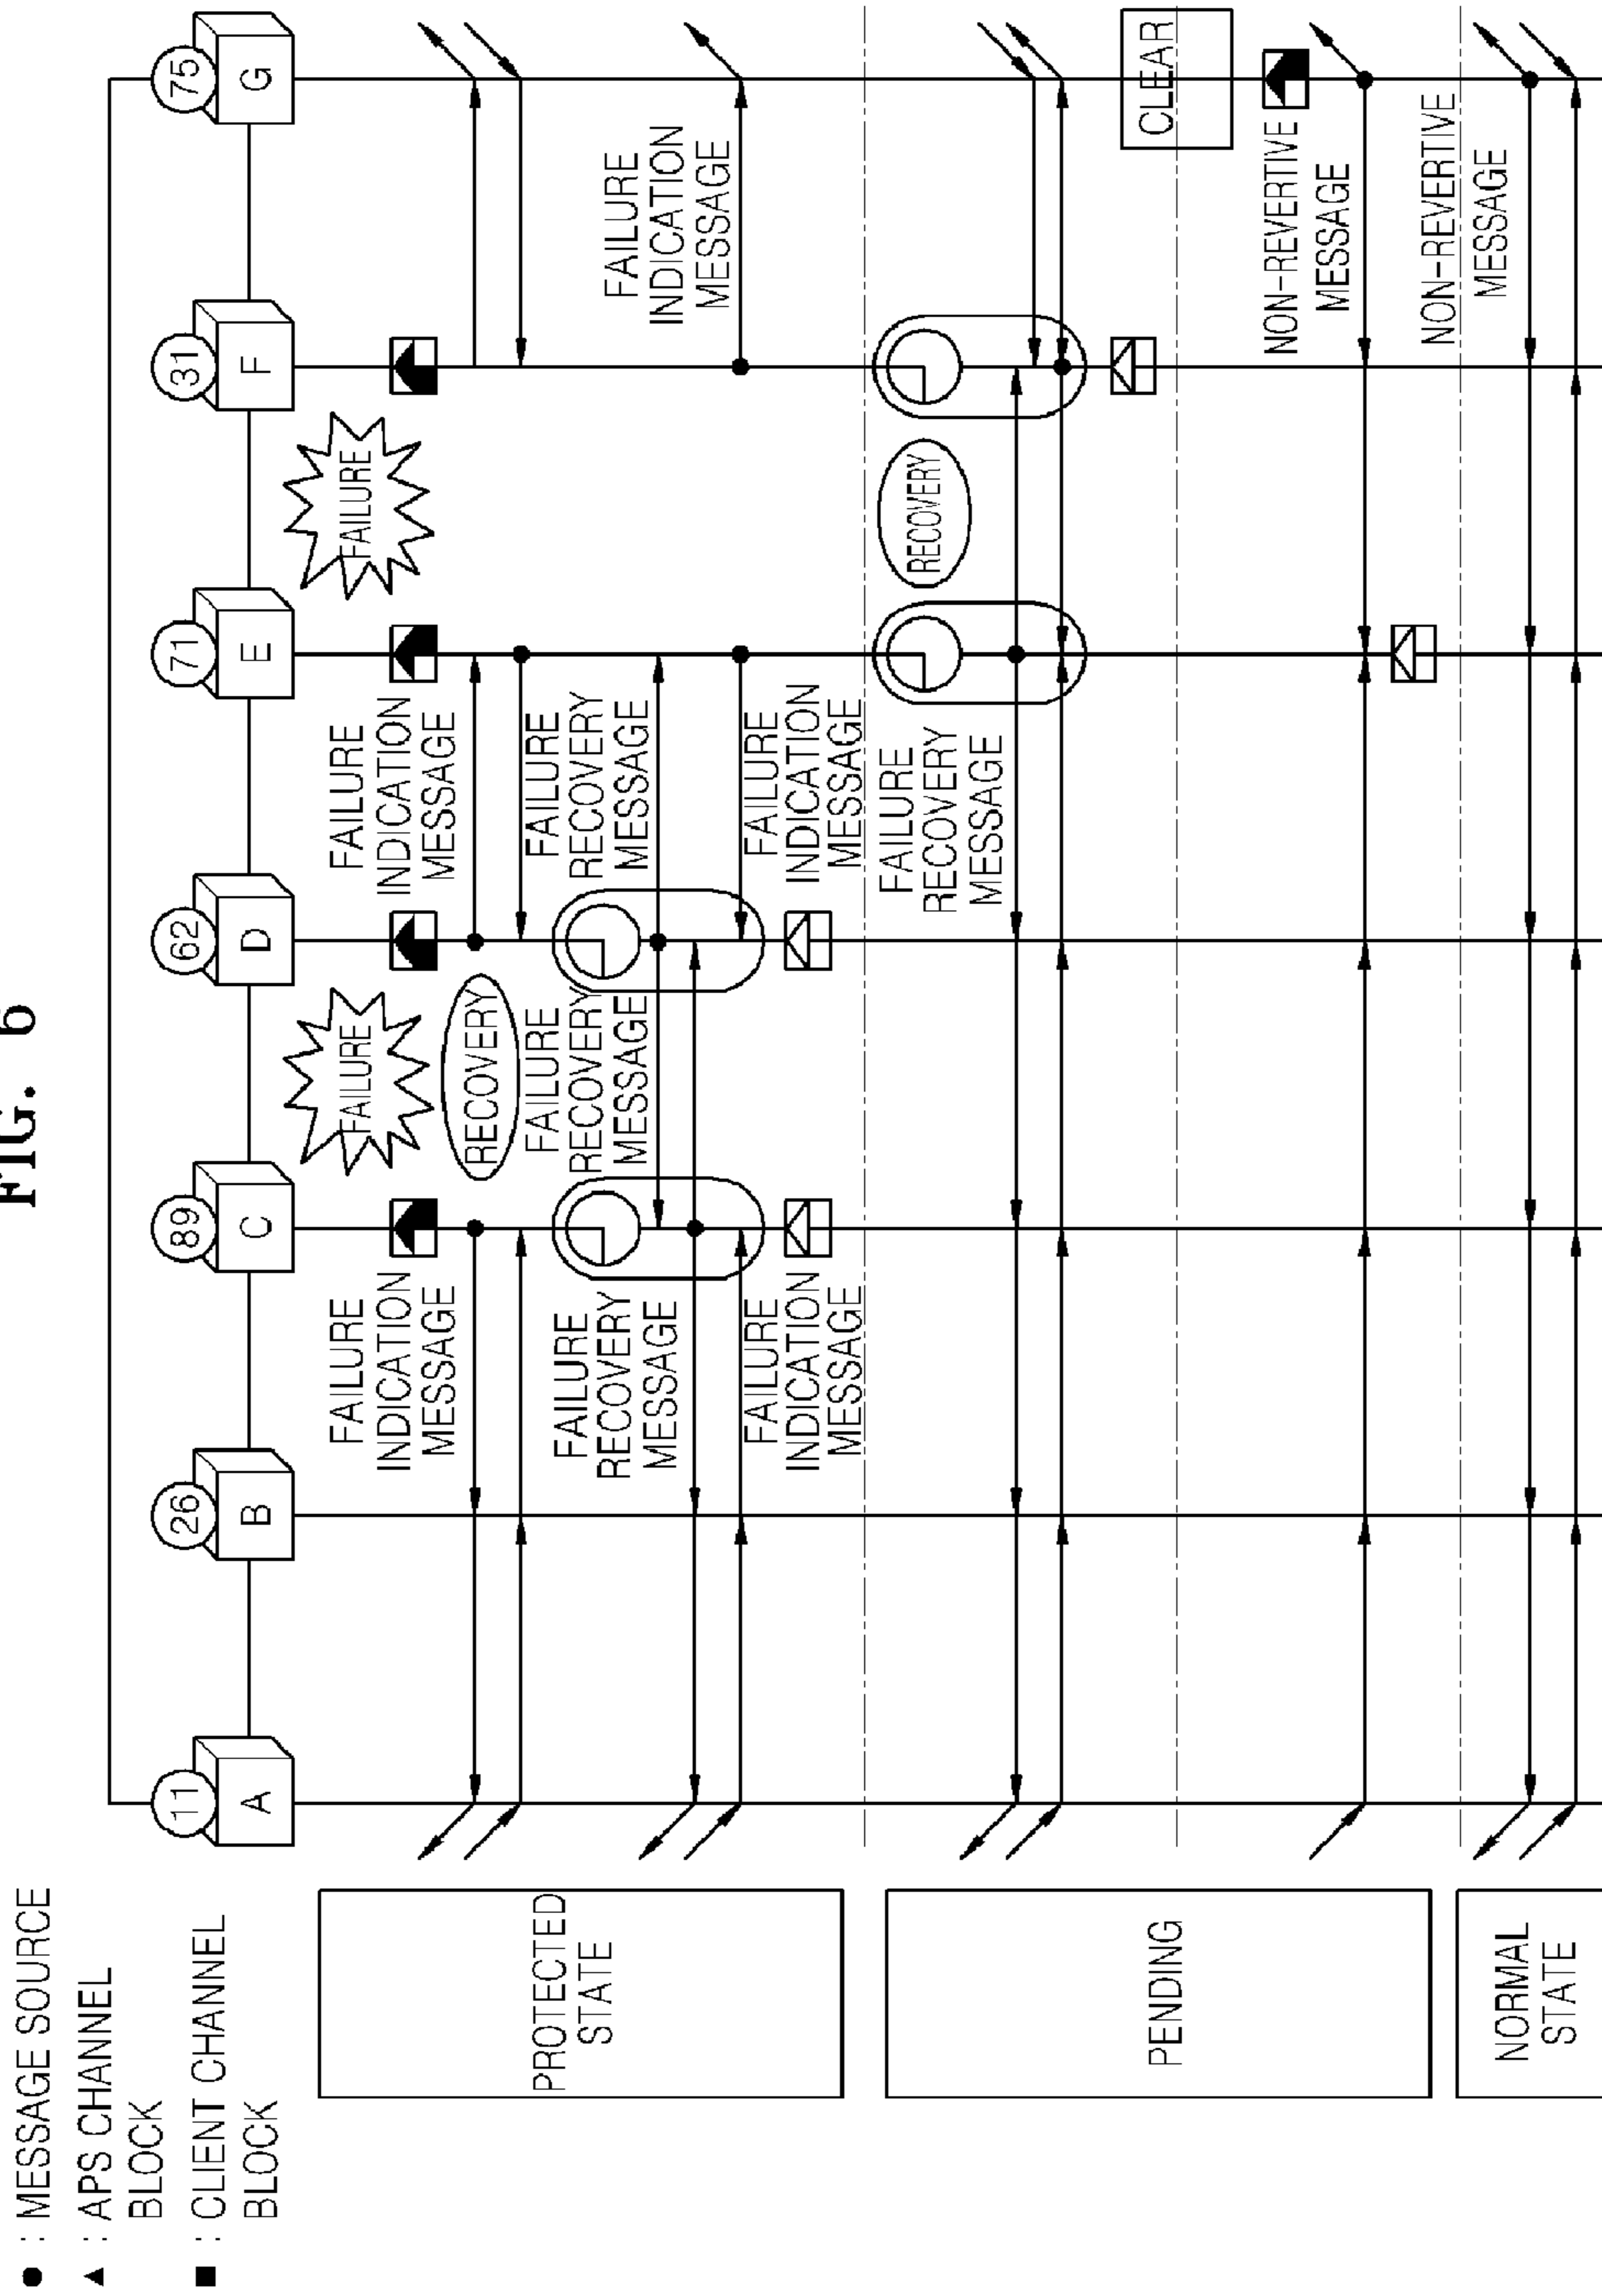 FIG. 6
● : MESSAGE SOURCE
▲ : APS CHANNEL
BLOCK
■ : CLIENT CHANNEL
BLOCK
11
26
89
62
71
31
75
A
B
C
D
E
F
G
FAILURE
FAILURE
PROTECTED
STATE
FAILURE
INDICATION
MESSAGE
FAILURE
INDICATION
MESSAGE
RECOVERY
FAILURE
RECOVERY
MESSAGE
FAILURE
RECOVERY
MESSAGE
FAILURE
RECOVERY
MESSAGE
FAILURE
INDICATION
MESSAGE
FAILURE
INDICATION
MESSAGE
FAILURE
INDICATION
MESSAGE
PENDING
FAILURE
RECOVERY
MESSAGE
RECOVERY
CLEAR
NON-REVERTIVE
MESSAGE
NORMAL
STATE
NON-REVERTIVE
MESSAGE